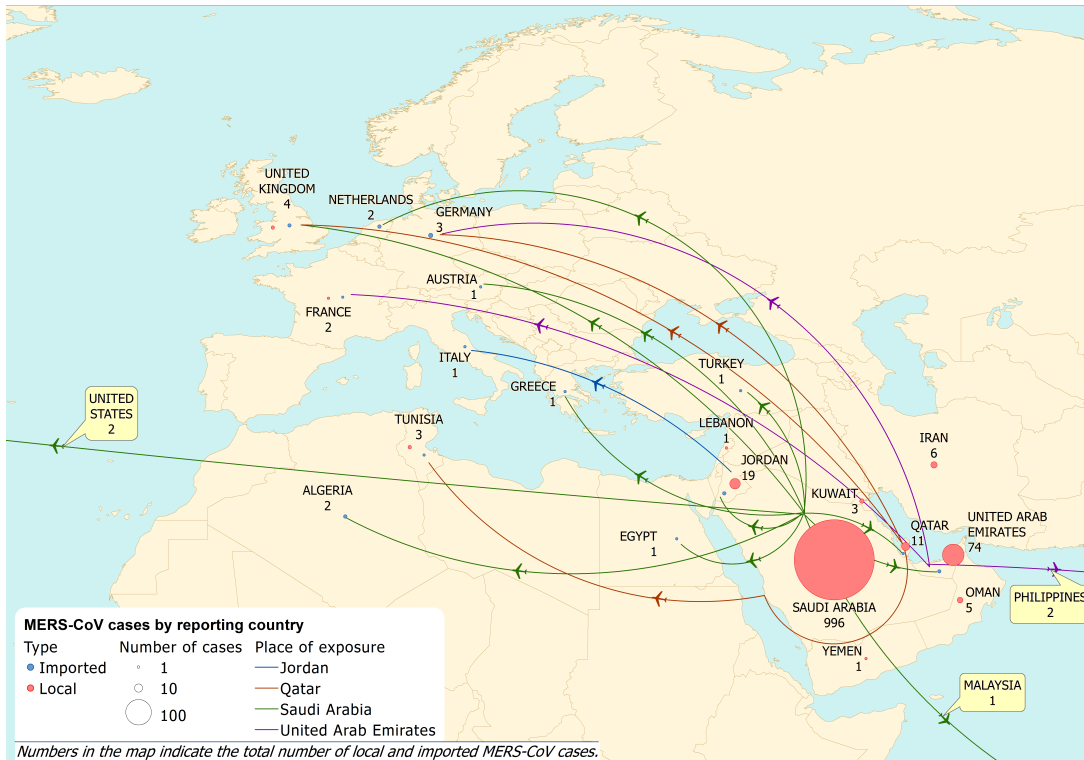 UNITED
KINGDOM
4
NETHERLANDS
2
GERMANY
3
AUSTRIA
1
FRANCE
2
ITALY
1
GREECE
1
TURKEY
1
UNITED
STATES
2
TUNISIA
3
LEBANON
1
IRAN
6
JORDAN
19
ALGERIA
2
KUWAIT
3
QATAR
11
UNITED ARAB
EMIRATES
74
EGYPT
1
PHILIPPINES
2
OMAN
5
SAUDI ARABIA
996
YEMEN
1
MALAYSIA
1
MERS-CoV cases by reporting country
Type
Imported
Local
Number of cases
1
10
100
Place of exposure
Jordan
Qatar
Saudi Arabia
United Arab Emirates
Numbers in the map indicate the total number of local and imported MERS-CoV cases.